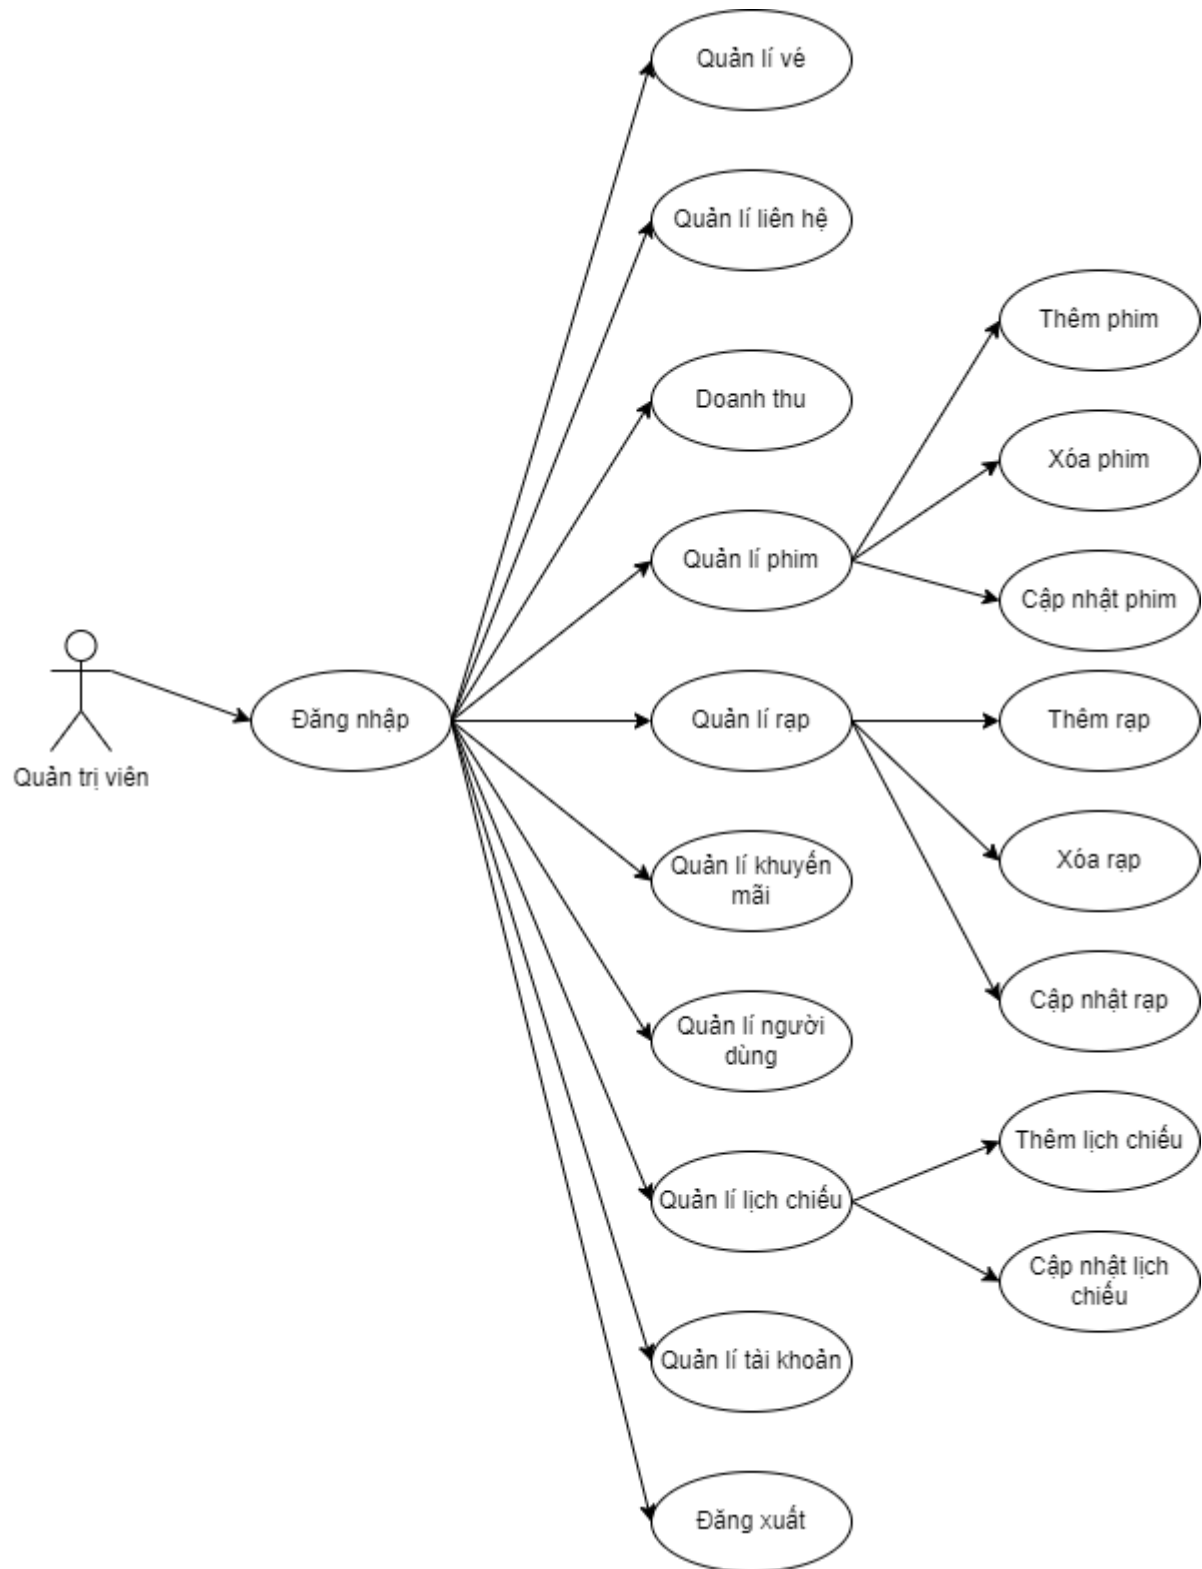 Quản lí vé
Quản lí liên hệ
Thêm phim
Doanh thu
Xóa phim
Quản lí phim
Cập nhật phim
Đăng nhập
Quản lí rạp
Thêm rạp
Quản trị viên
Quản lí khuyến
mãi
Xóa rạp
Cập nhật rạp
Quản lí người
dùng
Thêm lịch chiếu
Quản lí lịch chiếu
Cập nhật lịch
chiếu
Quản lí tài khoản
Đăng xuất